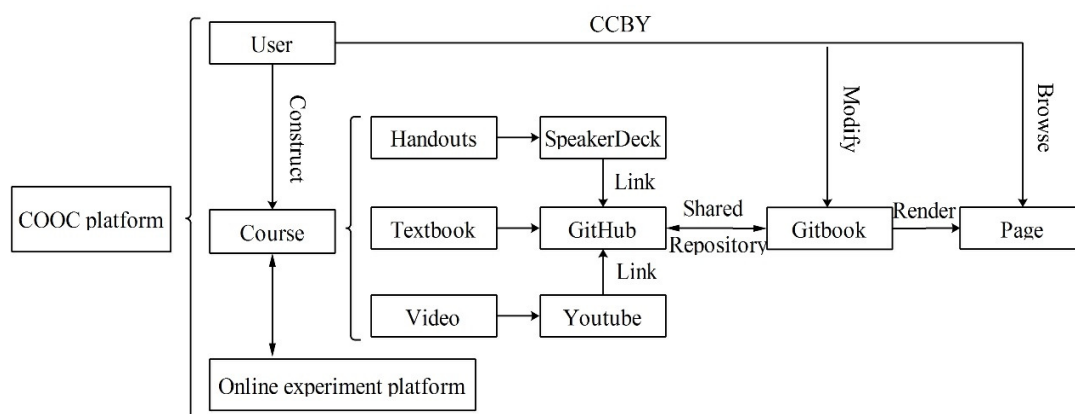 CCBY
User
Construct
Modify
Browse
Handouts
SpeakerDeck
Link
COOC platform
Course
Textbook
GitHub
Shared
Repository
Gitbook
Render
Page
Link
Video
Youtube
Online experiment platform